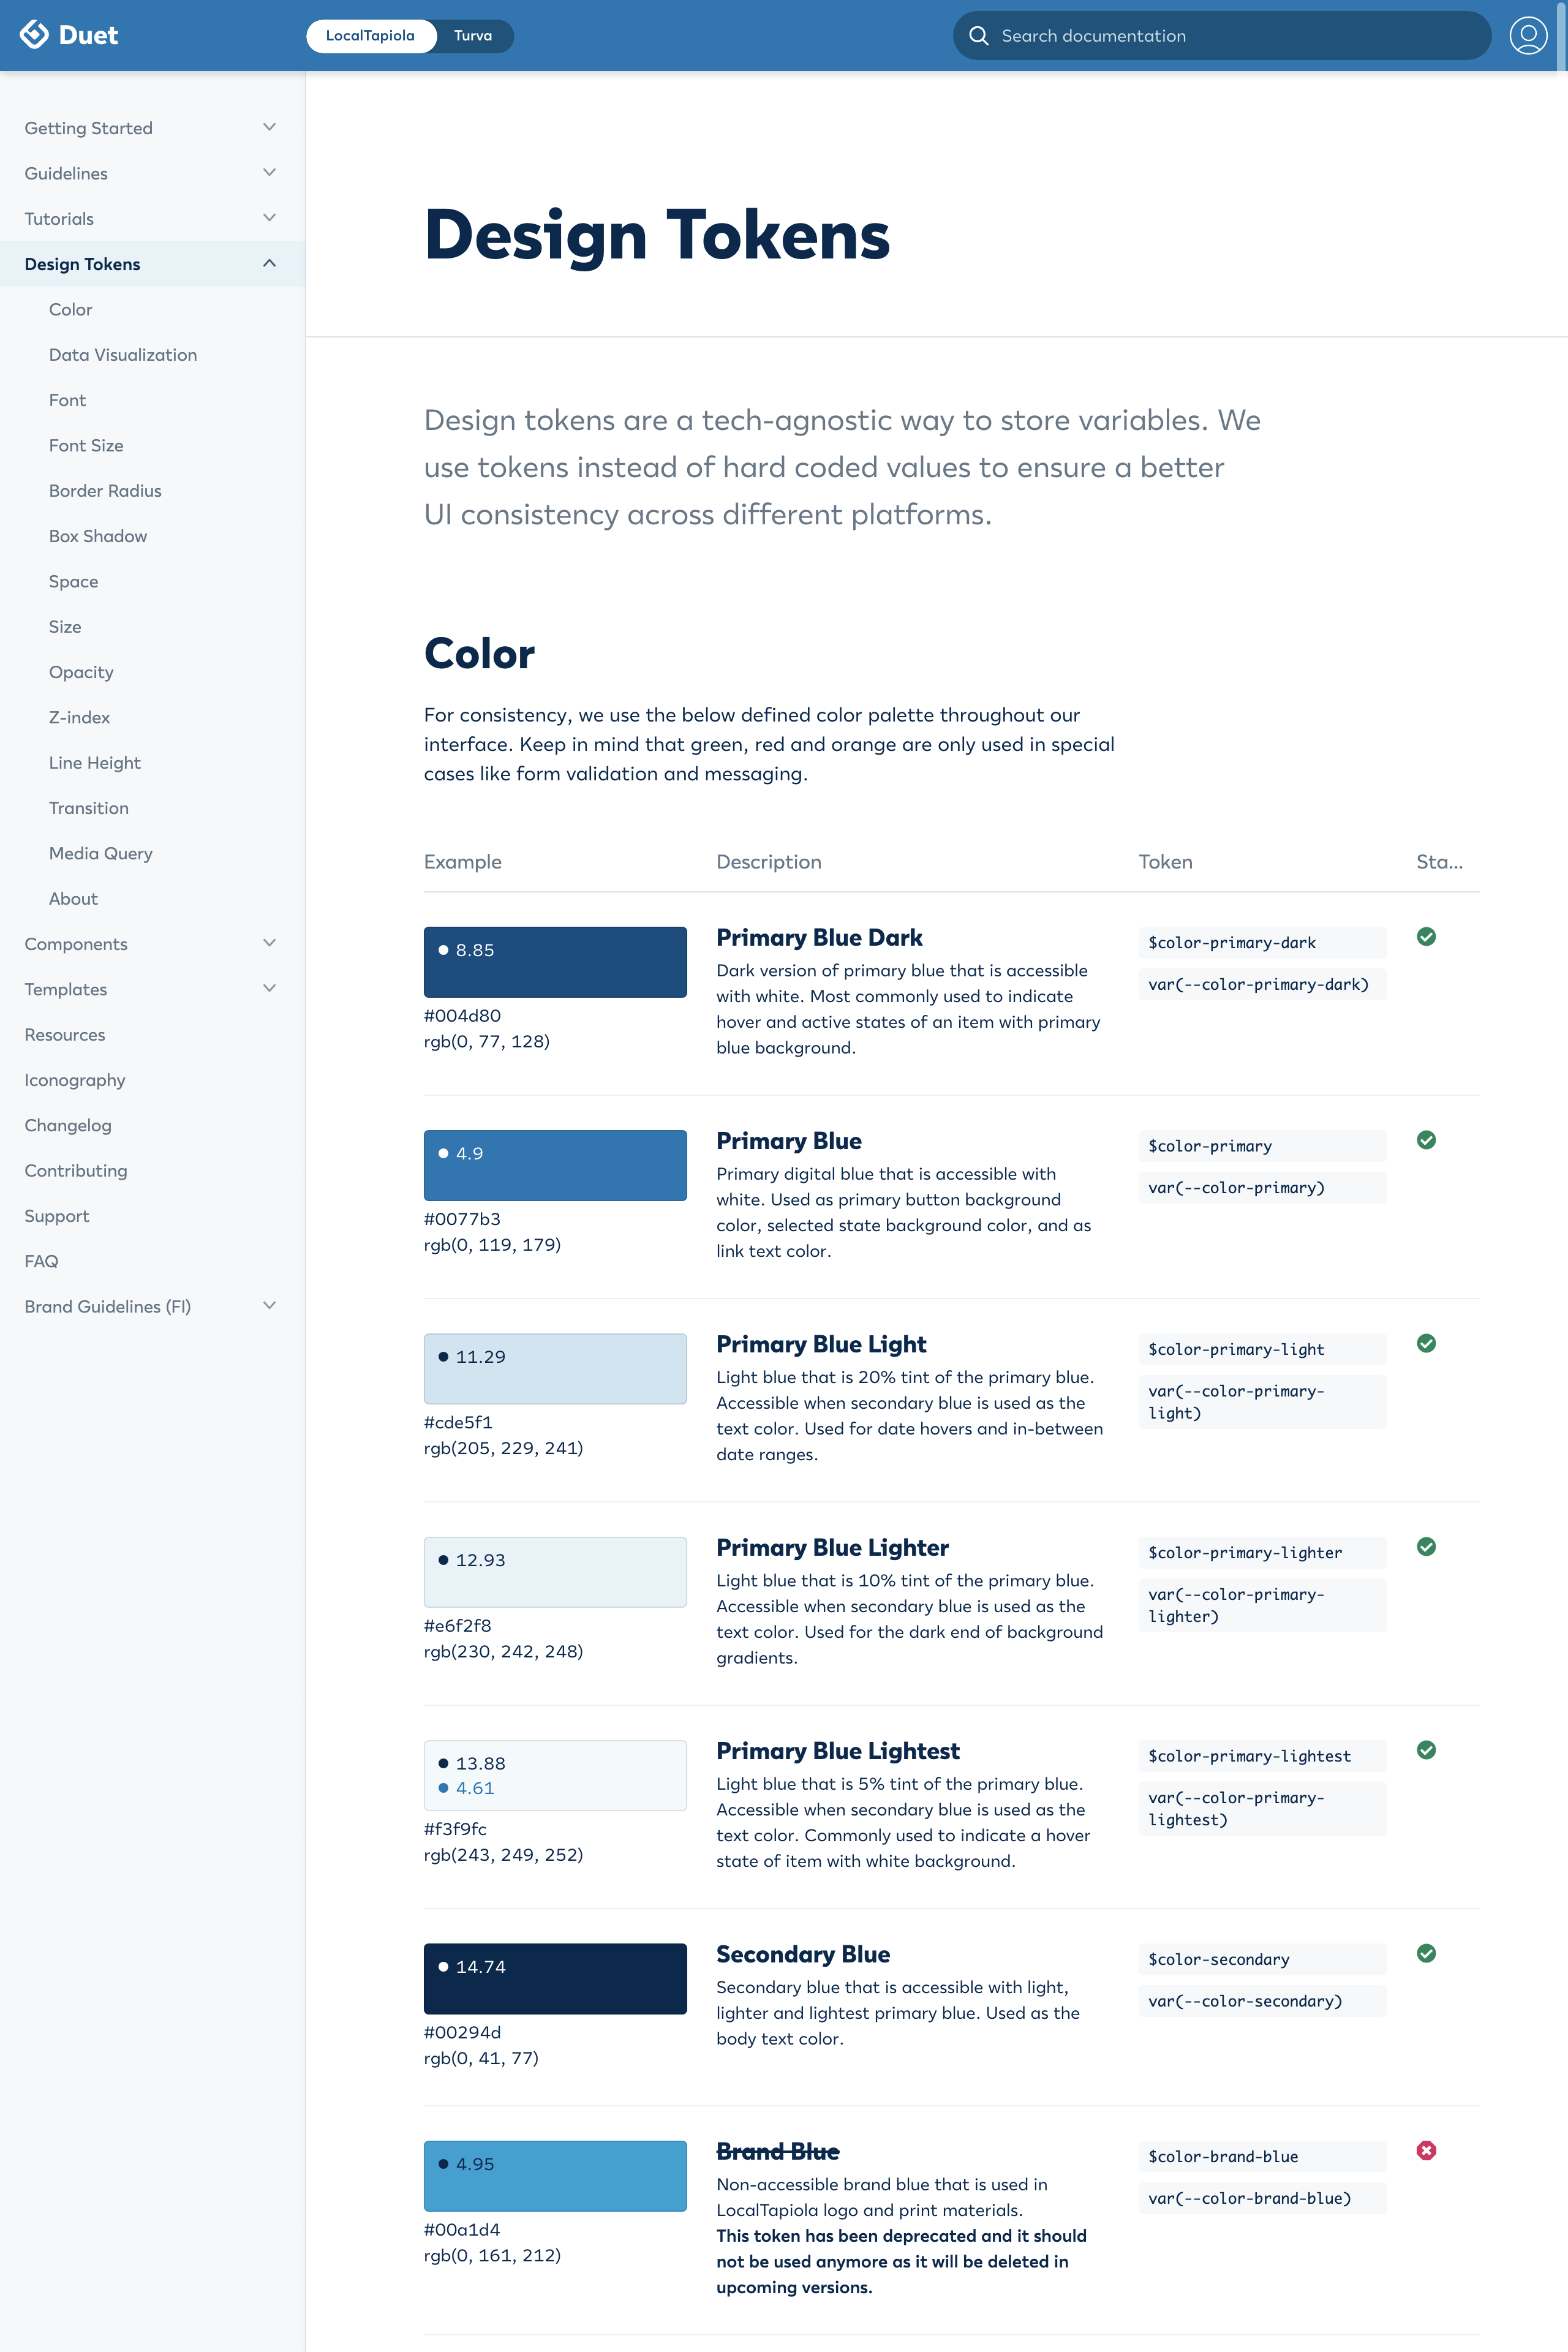 Duet
LocalTapiola
Turva
Search documentation
Getting Started
Guidelines
Tutorials
Design Tokens
Color
Data Visualization
Font
Font Size
Border Radius
Box Shadow
Space
Size
Opacity
Z-index
Line Height
Transition
Media Query
About
Components
Templates
Resources
Iconography
Changelog
Contributing
Support
FAQ
Brand Guidelines (FI)
Design Tokens
Design tokens are a tech-agnostic way to store variables. We
use tokens instead of hard coded values to ensure a better
UI consistency across different platforms.
Color
For consistency, we use the below defined color palette throughout our
interface. Keep in mind that green, red and orange are only used in special
cases like form validation and messaging.
Example
Description
Token
Sta...
8.85
#004d80
rgb(0, 77, 128)
Primary Blue Dark
Dark version of primary blue that is accessible
with white. Most commonly used to indicate
hover and active states of an item with primary
blue background.
$color-primary-dark
var(--color-primary-dark)
4.9
#0077b3
rgb(0, 119, 179)
Primary Blue
Primary digital blue that is accessible with
white. Used as primary button background
color, selected state background color, and as
link text color.
$color-primary
var(--color-primary)
11.29
#cde5f1
rgb(205, 229, 241)
Primary Blue Light
Light blue that is 20% tint of the primary blue.
Accessible when secondary blue is used as the
text color. Used for date hovers and in-between
date ranges.
$color-primary-light
var(--color-primary-
light)
12.93
#e6f2f8
rgb(230, 242, 248)
Primary Blue Lighter
Light blue that is 10% tint of the primary blue.
Accessible when secondary blue is used as the
text color. Used for the dark end of background
gradients.
$color-primary-lighter
var(--color-primary-
lighter)
13.88
4.61
#f3f9fc
rgb(243, 249, 252)
Primary Blue Lightest
Light blue that is 5% tint of the primary blue.
Accessible when secondary blue is used as the
text color. Commonly used to indicate a hover
state of item with white background.
$color-primary-lightest
var(--color-primary-
lightest)
14.74
#00294d
rgb(0, 41, 77)
Secondary Blue
Secondary blue that is accessible with light,
lighter and lightest primary blue. Used as the
body text color.
$color-secondary
var(--color-secondary)
4.95
#00a1d4
rgb(0, 161, 212)
Brand Blue
Non-accessible brand blue that is used in
LocalTapiola logo and print materials.
This token has been deprecated and it should
not be used anymore as it will be deleted in
upcoming versions.
$color-brand-blue
var(--color-brand-blue)